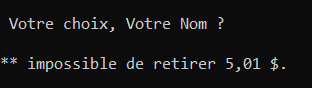 Votre choix, Votre Nom ?
** impossible de retirer 5,01 $.